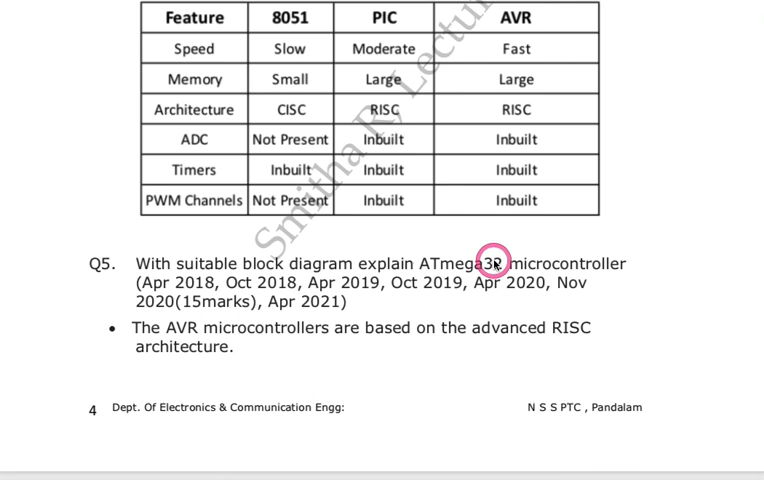 Feature 8051 PIC AVR
Speed Slow Moderate Fast
Memory Small Large Large
Architecture CISC RISC RISC
ADC Not Present Inbuilt Inbuilt
Timers Inbuilt Inbuilt Inbuilt
PWM Channels Not Present Inbuilt Inbuilt
Smitha R, Lectur
Q5. With suitable block diagram explain ATmega32 microcontroller
(Apr 2018, Oct 2018, Apr 2019, Oct 2019, Apr 2020, Nov
2020(15marks), Apr 2021)
• The AVR microcontrollers are based on the advanced RISC
architecture.
4 Dept. Of Electronics & Communication Engg: N S S PTC , Pandalam